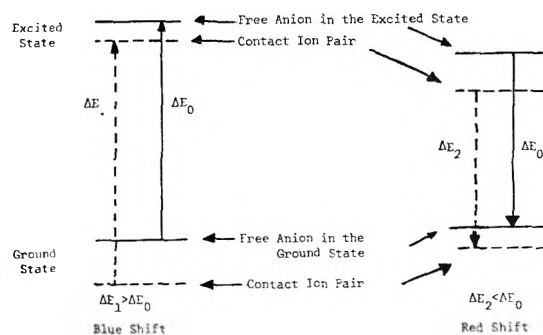 Excited State
Free Anion in the Excited State
Contact Ion Pair
ΔE
ΔE0
ΔE2
ΔE0
Ground State
Free Anion in the Ground State
Contact Ion Pair
ΔE1>ΔE0
ΔE2<ΔE0
Blue Shift
Red Shift